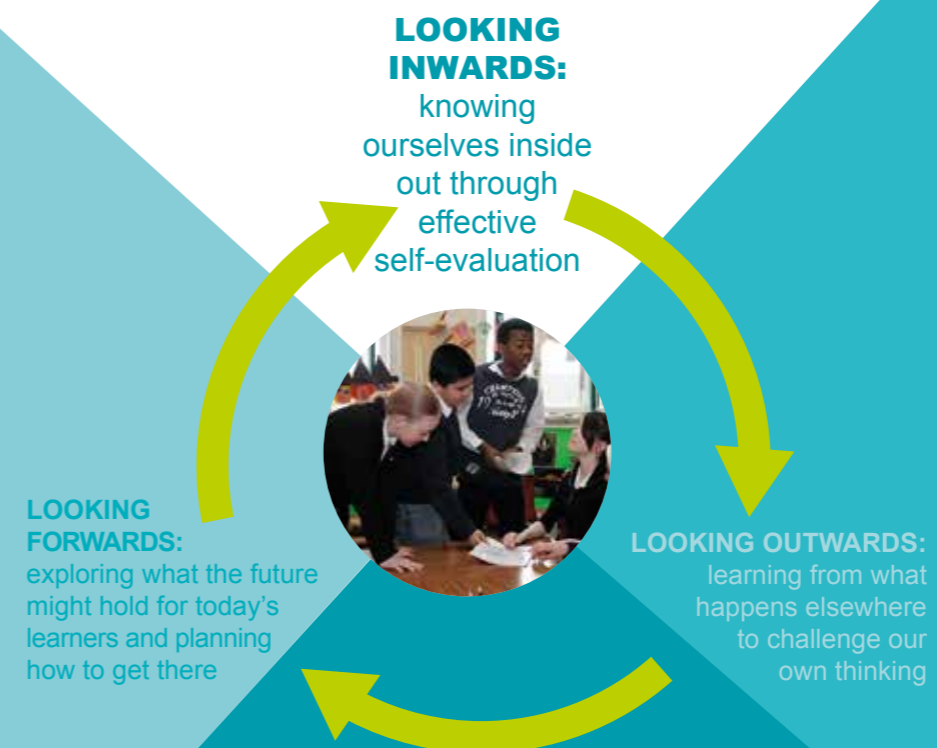 LOOKING
INWARDS:
knowing
ourselves inside
out through
effective
self-evaluation
LOOKING OUTWARDS:
learning from what
happens elsewhere
to challenge our
own thinking
LOOKING
FORWARDS:
exploring what the future
might hold for today's
learners and planning
how to get there